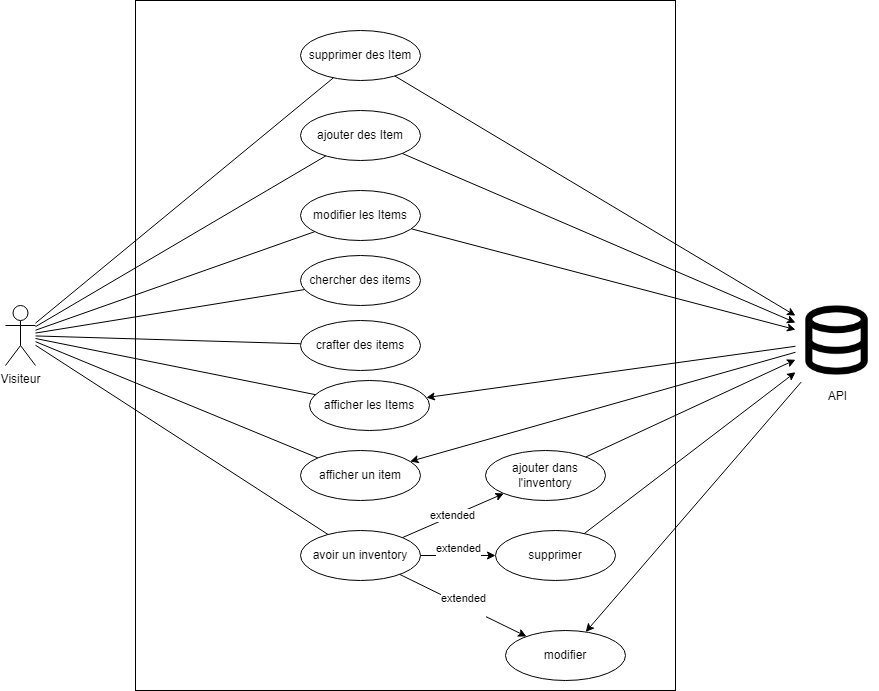 supprimer des Item
ajouter des Item
modifier les Items
chercher des items
crafter des items
Visiteur
API
afficher les Items
afficher un item
ajouter dans
l'inventory
extended
avoir un inventory
extended
supprimer
extended
modifier